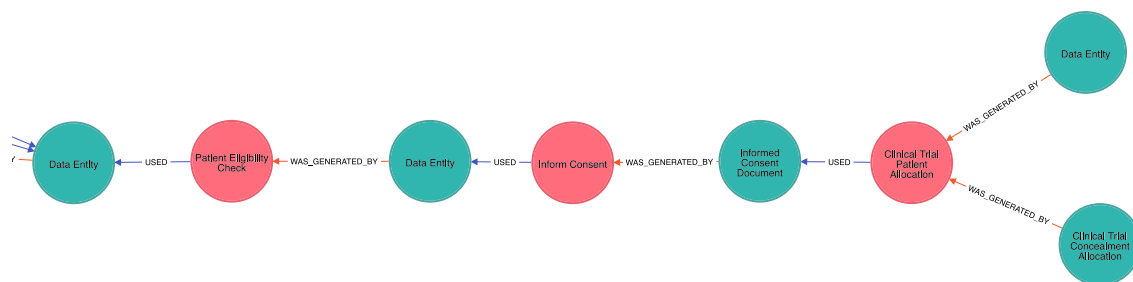 Data Entity
WAS_GENERATED_BY
Y
Data Entity
USED
Patient Eligibility
Check
WAS_GENERATED_BY
Data Entity
USED
Inform Consent
WAS_GENERATED_BY
Informed
Consent
Document
USED
Clinical Trial
Patient
Allocation
WAS_GENERATED_BY
Clinical Trial
Concealment
Allocation